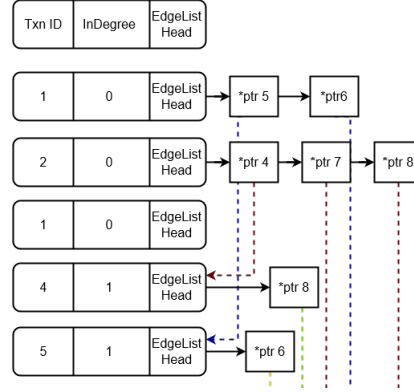 Txn ID InDegree EdgeList
Head
1 0 EdgeList
Head *ptr 5 *ptr6
2 0 EdgeList
Head *ptr 4 *ptr 7 *ptr 8
1 0 EdgeList
Head
4 1 EdgeList
Head *ptr 8
5 1 EdgeList
Head *ptr 6